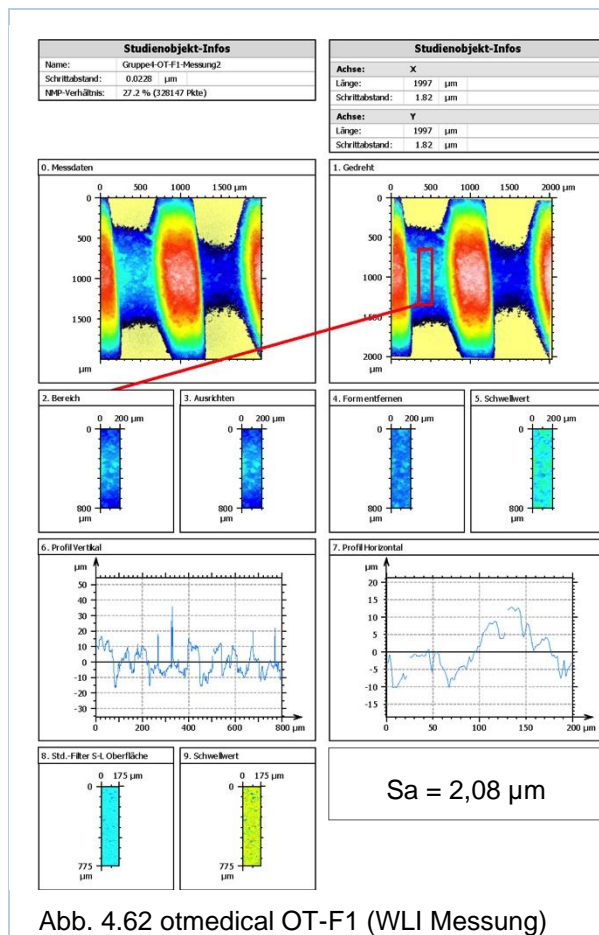 Studienobjekt-Infos
Name: Gruppe4-OT-F1-Messung2
Schrittabstand: 0.0228 µm
NMP-Verhältnis: 27.2 % (328147 Pkte)
Studienobjekt-Infos
Achse: X
Länge: 1997 µm
Schrittabstand: 1.82 µm
Achse: Y
Länge: 1997 µm
Schrittabstand: 1.82 µm
0. Messdaten
0 500 1000 1500 µm
0
500
1000
1500
µm
1. Gedreht
0 500 1000 1500 2000 µm
0
500
1000
1500
2000
µm
2. Bereich
0 200 µm
0
800
µm
3. Ausrichten
0 200 µm
0
800
µm
4. Form entfernen
0 200 µm
0
800
µm
5. Schwellwert
0 200 µm
0
800
µm
6. Profil Vertikal
µm
50
40
30
20
10
0
-10
-20
-30
0 200 400 600 800 µm
7. Profil Horizontal
µm
20
15
10
5
0
-5
-10
-15
0 50 100 150 200 µm
8. Std.-Filter S-L Oberfläche
0 175 µm
0
775
µm
9. Schwellwert
0 175 µm
0
775
µm
Sa = 2,08 µm
Abb. 4.62 otmedical OT-F1 (WLI Messung)